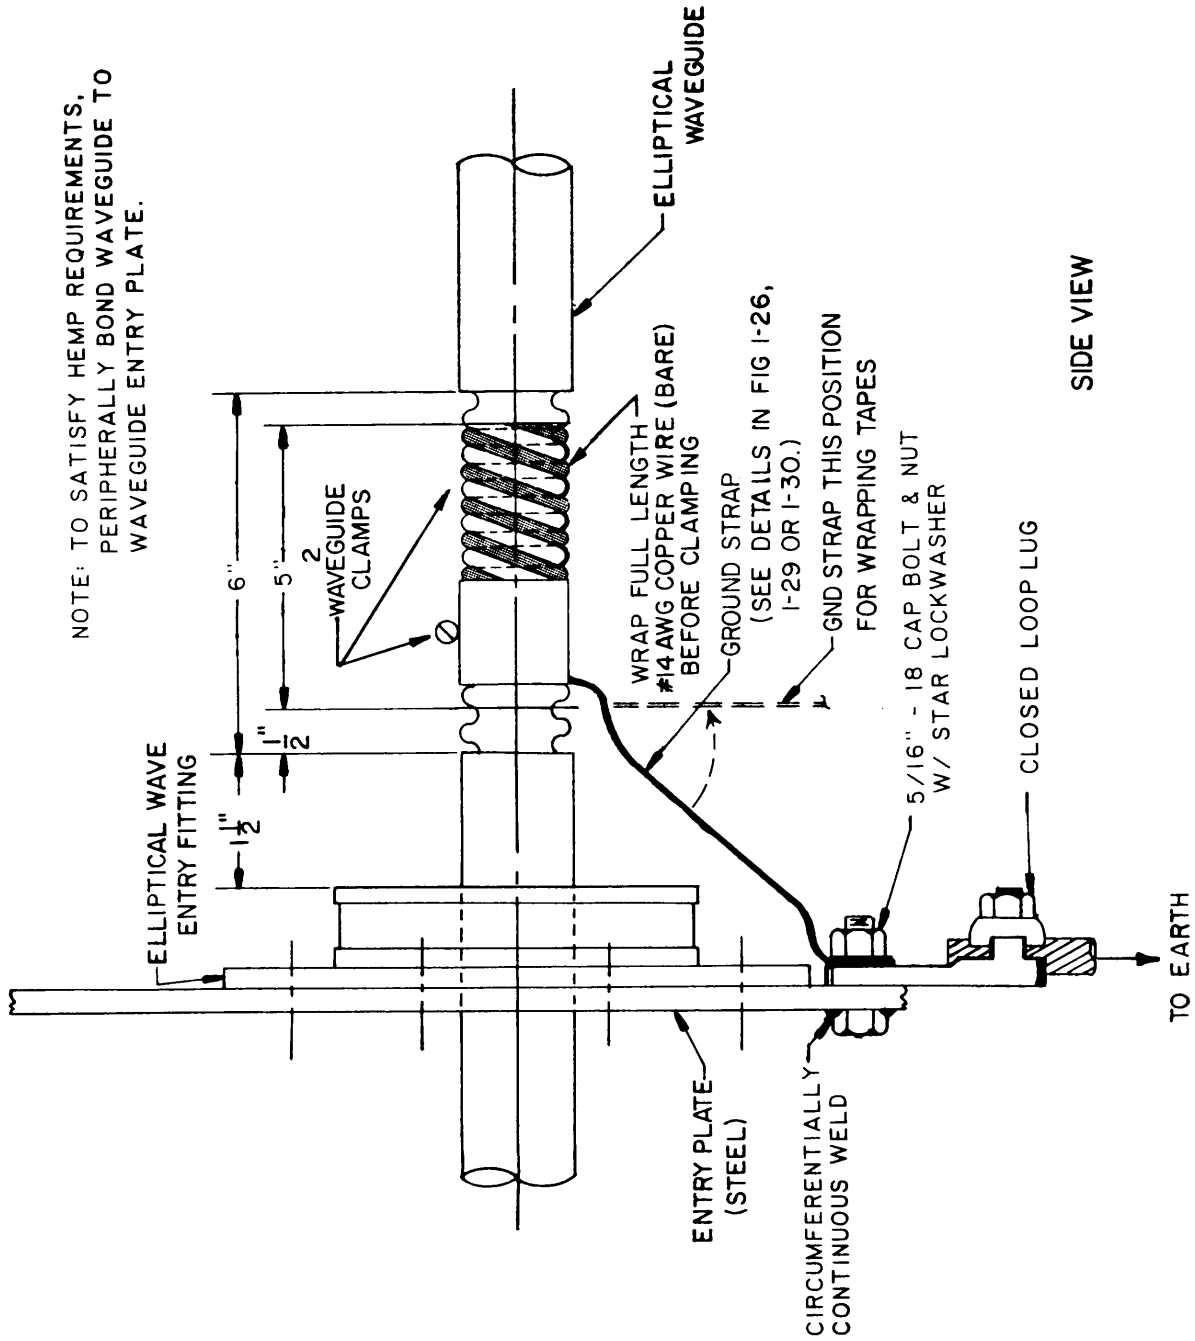 NOTE: TO SATISFY HEMP REQUIREMENTS,
PERIPHERALLY BOND WAVEGUIDE TO
WAVEGUIDE ENTRY PLATE.
ELLIPTICAL WAVE
ENTRY FITTING
1 1/2"
6"
1 1/2"
5"
2
WAVEGUIDE
CLAMPS
ELLIPTICAL
WAVEGUIDE
WRAP FULL LENGTH
#14 AWG COPPER WIRE (BARE)
BEFORE CLAMPING
GROUND STRAP
(SEE DETAILS IN FIG 1-26,
1-29 OR 1-30.)
GND STRAP THIS POSITION
FOR WRAPPING TAPES
5/16" - 18 CAP BOLT & NUT
W/ STAR LOCKWASHER
CLOSED LOOP LUG
ENTRY PLATE
(STEEL)
CIRCUMFERENTIALLY
CONTINUOUS WELD
SIDE VIEW
TO EARTH